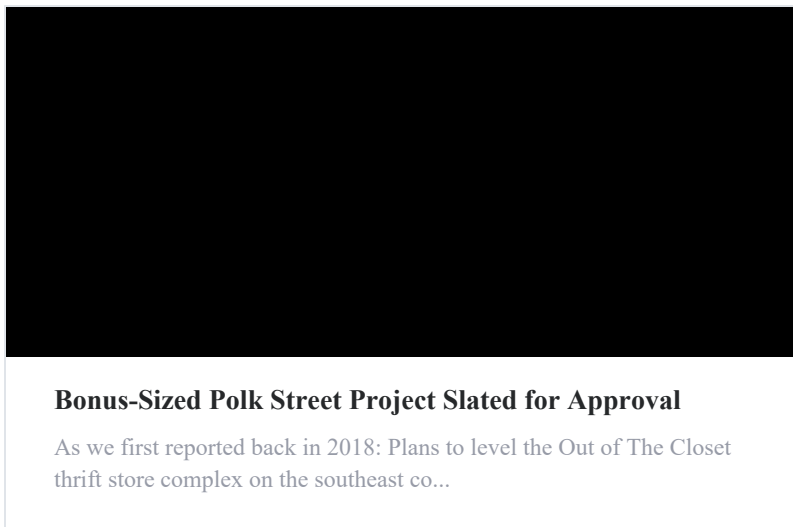 Bonus-Sized Polk Street Project Slated for Approval
As we first reported back in 2018: Plans to level the Out of The Closet
thrift store complex on the southeast co...